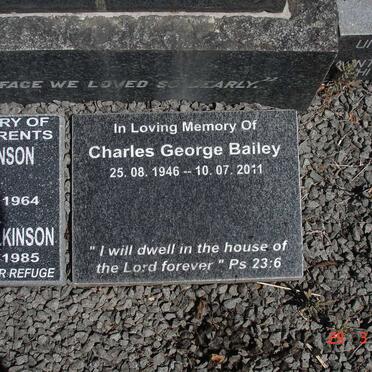 FACE WE LOVED SO DEARLY."
RY OF
RENTS
NSON
1964
KINSON
1985
R REFUGE
In Loving Memory Of
Charles George Bailey
25. 08. 1946 -- 10. 07. 2011
" I will dwell in the house of
the Lord forever " Ps 23:6